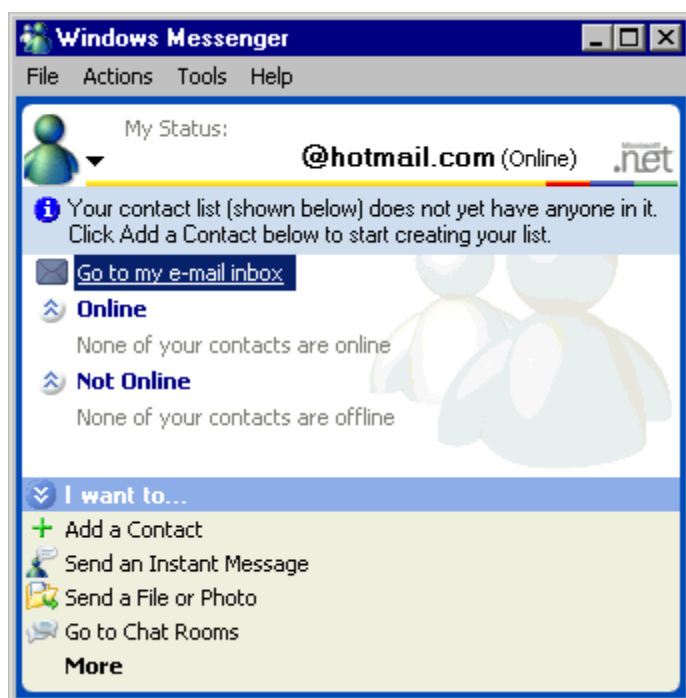 Windows Messenger
File Actions Tools Help
My Status:
@hotmail.com (Online)
Microsoft
.net
Your contact list (shown below) does not yet have anyone in it.
Click Add a Contact below to start creating your list.
Go to my e-mail inbox
Online
None of your contacts are online
Not Online
None of your contacts are offline
I want to...
Add a Contact
Send an Instant Message
Send a File or Photo
Go to Chat Rooms
More